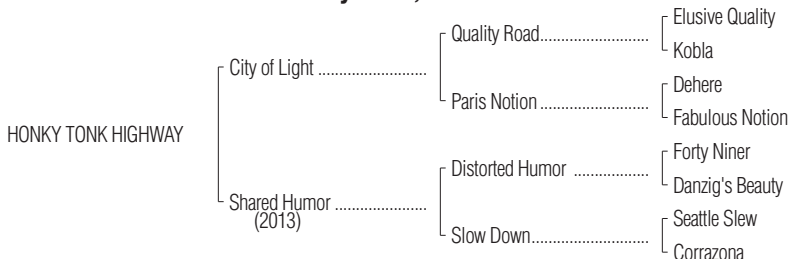 Elusive Quality
Quality Road
Kobla
City of Light
Dehere
Paris Notion
Fabulous Notion
HONKY TONK HIGHWAY
Forty Niner
Distorted Humor
Danzig's Beauty
Shared Humor
(2013)
Seattle Slew
Slow Down
Corrazona